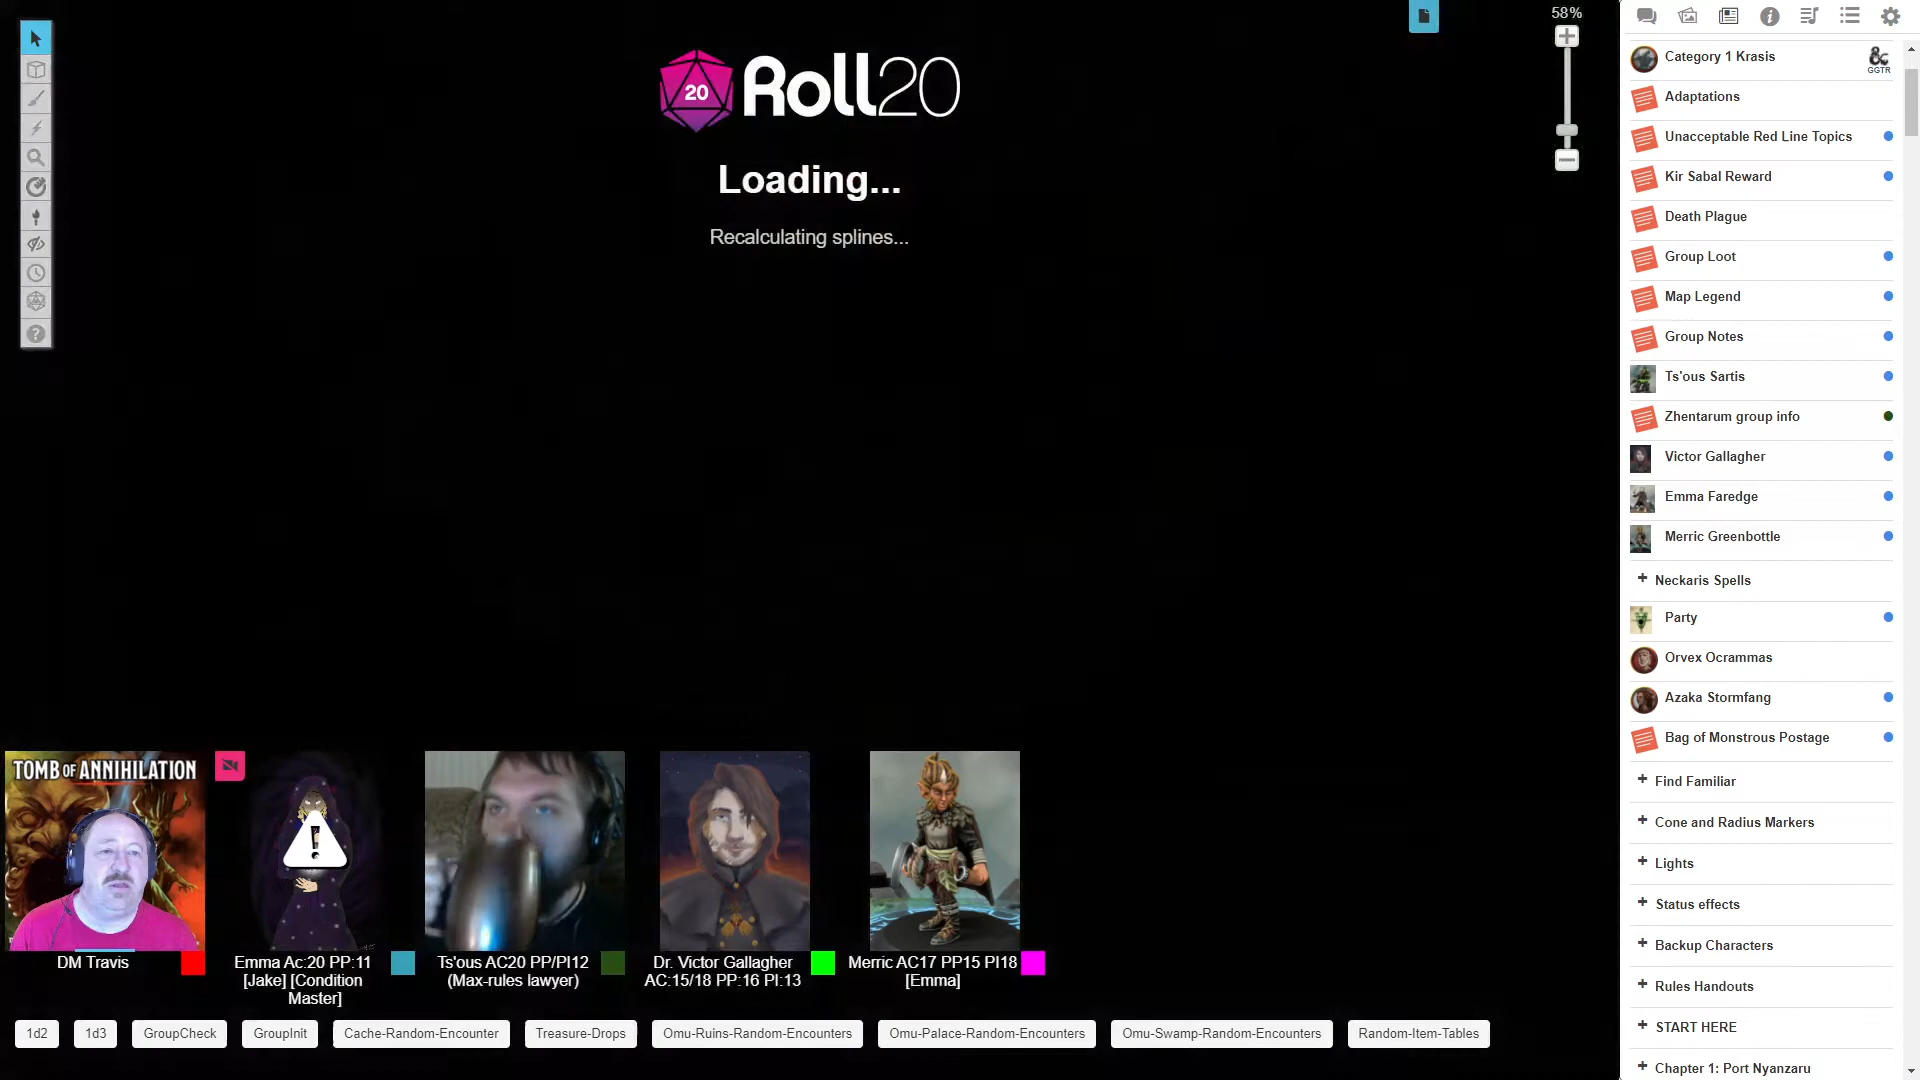 58%
20
Roll20
Loading...
Recalculating splines...
Category 1 Krasis
&
GGTR
Adaptations
Unacceptable Red Line Topics
Kir Sabal Reward
Death Plague
Group Loot
Map Legend
Group Notes
Ts'ous Sartis
Zhentarum group info
Victor Gallagher
Emma Faredge
Merric Greenbottle
Neckaris Spells
Party
Orvex Ocrammas
Azaka Stormfang
Bag of Monstrous Postage
Find Familiar
Cone and Radius Markers
Lights
Status effects
Backup Characters
Rules Handouts
START HERE
Chapter 1: Port Nyanzaru
TOMB OF ANNIHILATION
DM Travis
Emma Ac:20 PP:11
[Jake] [Condition
Master]
Ts'ous AC20 PP/PI12
(Max-rules lawyer)
Dr. Victor Gallagher
AC:15/18 PP:16 PI:13
Merric AC17 PP15 PI18
[Emma]
1d2
1d3
GroupCheck
GroupInit
Cache-Random-Encounter
Treasure-Drops
Omu-Ruins-Random-Encounters
Omu-Palace-Random-Encounters
Omu-Swamp-Random-Encounters
Random-Item-Tables